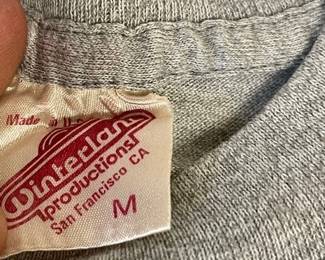 Made in U.S.
Winterland
productions
San Francisco CA
M